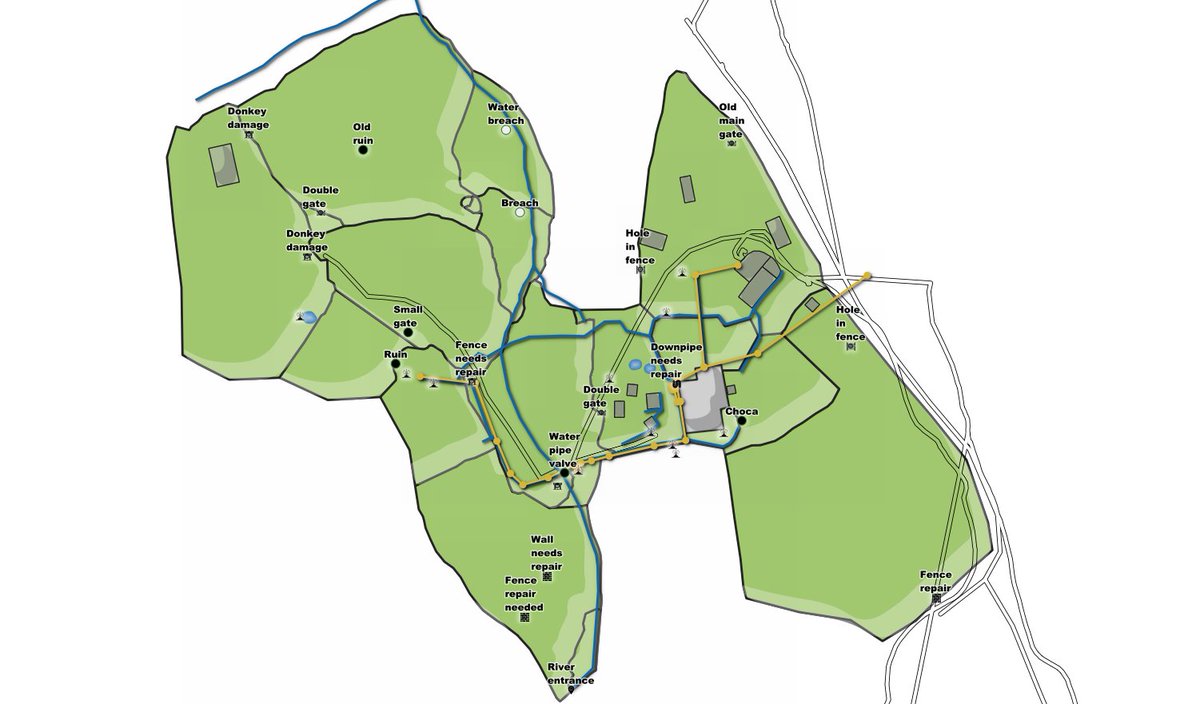 Donkey
damage
Old
ruin
Water
breach
Old
main
gate
Double
gate
Breach
Donkey
damage
Hole
in
fence
Small
gate
Hole
in
fence
Fence
needs
repair
Ruin
Downpipe
needs
repair
S
Double
gate
Choca
Water
pipe
valve
Wall
needs
repair
Fence
repair
needed
Fence
repair
River
entrance